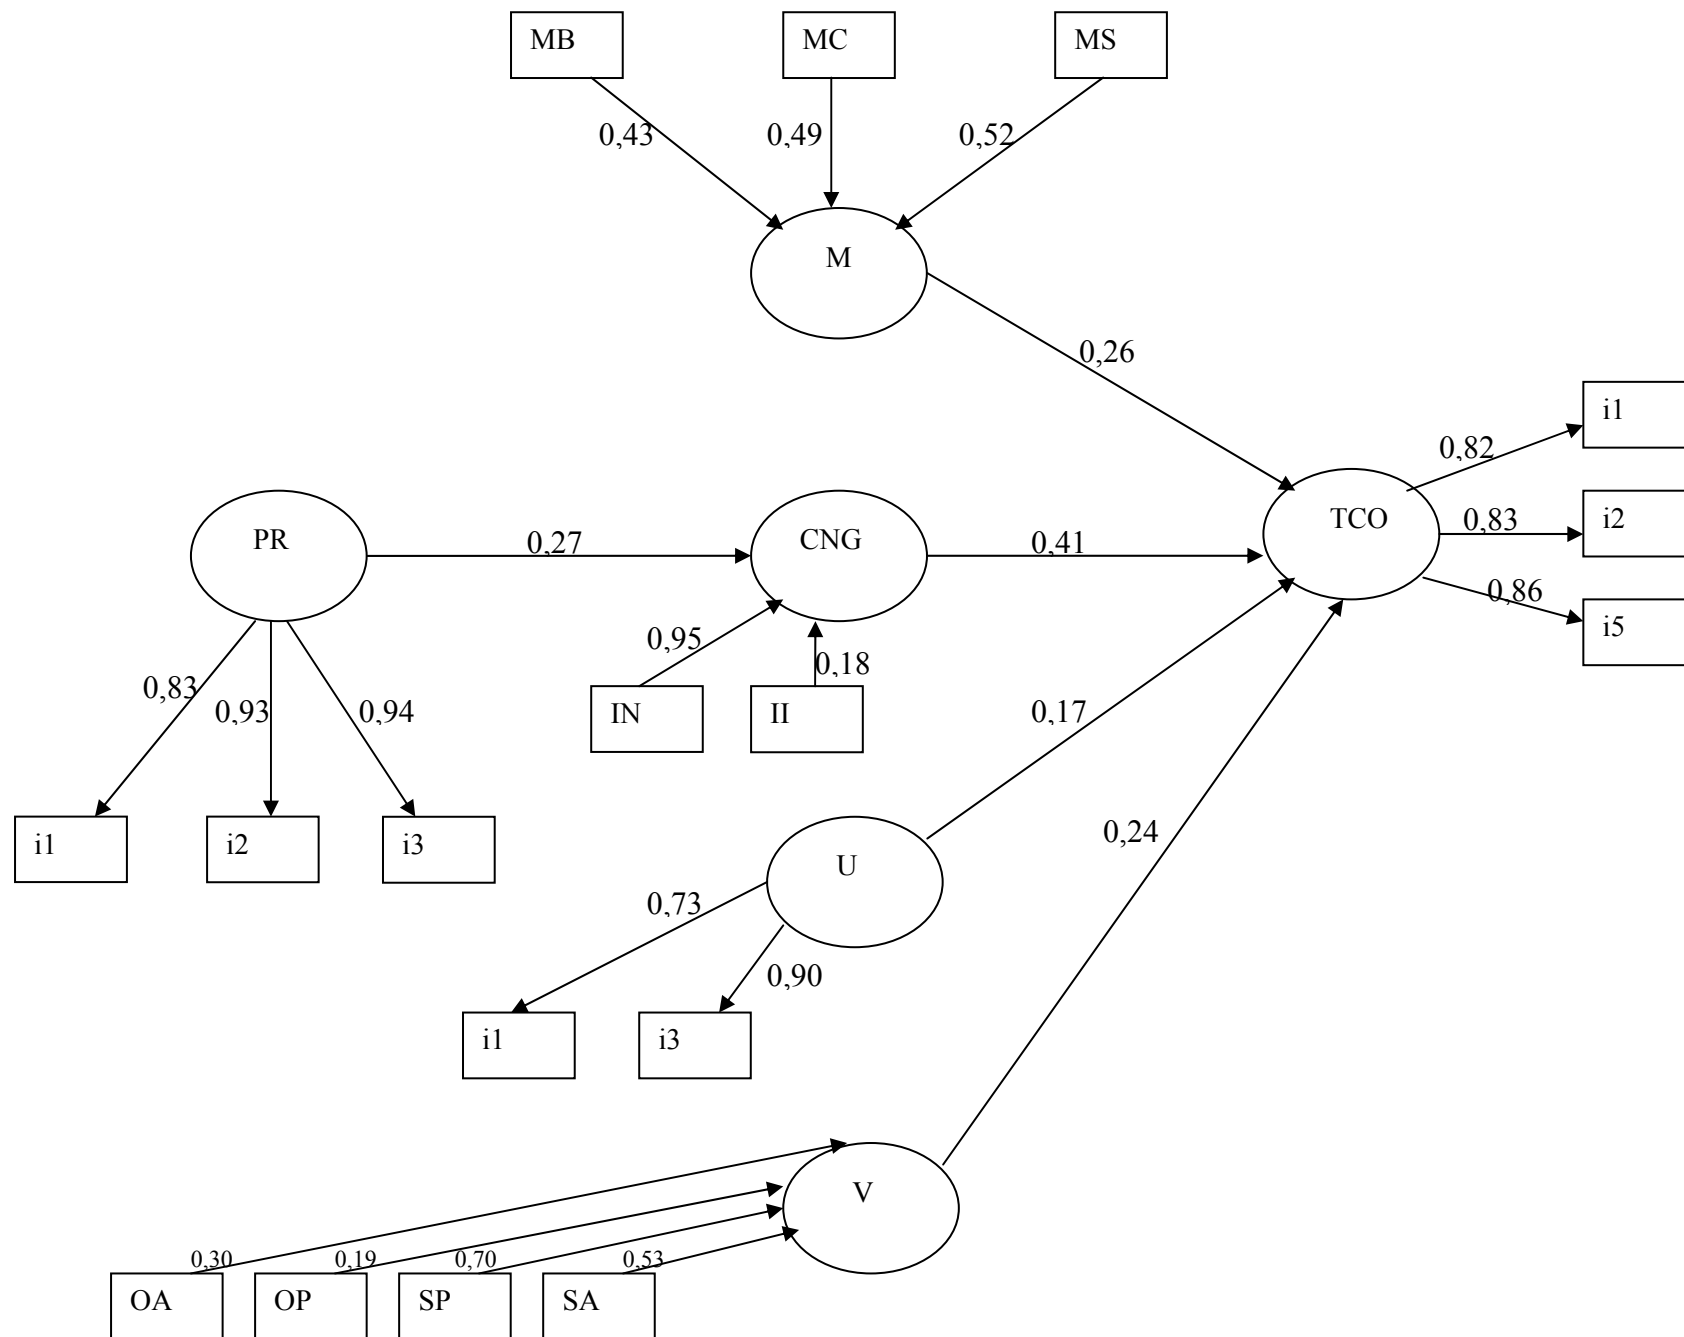 MB
MC
MS
0,43
0,49
0,52
M
0,26
i1
0,82
TCO
0,83
i2
0,86
i5
PR
0,27
CNG
0,41
0,95
0,18
IN
II
0,83
0,93
0,94
i1
i2
i3
0,17
0,24
U
0,73
0,90
i1
i3
V
0,30
0,19
0,70
0,53
OA
OP
SP
SA